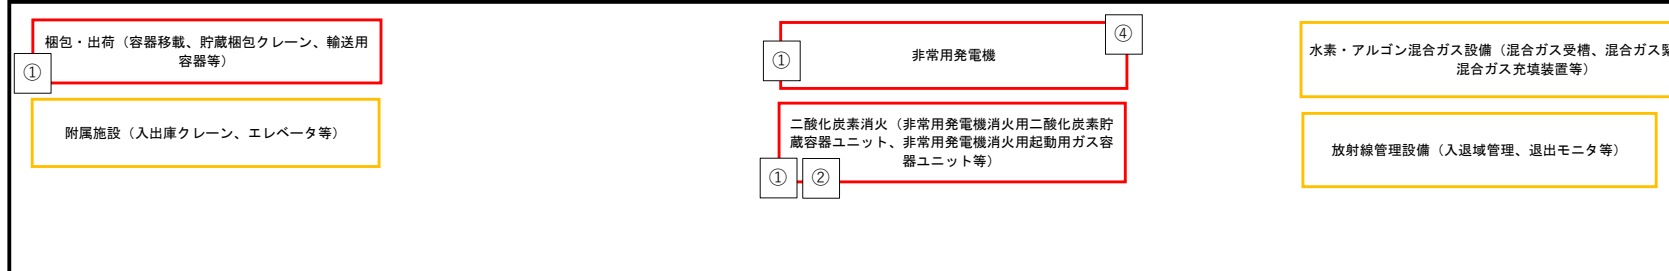 梱包・出荷（容器移載、貯蔵梱包クレーン、輸送用
容器等）
①
附属施設（入出庫クレーン、エレベータ等）
④
①
非常用発電機
二酸化炭素消火（非常用発電機消火用二酸化炭素貯
蔵容器ユニット、非常用発電機消火用起動用ガス容
器ユニット等）
①
②
水素・アルゴン混合ガス設備（混合ガス受槽、混合ガス緊
混合ガス充填装置等）
放射線管理設備（入退域管理、退出モニタ等）